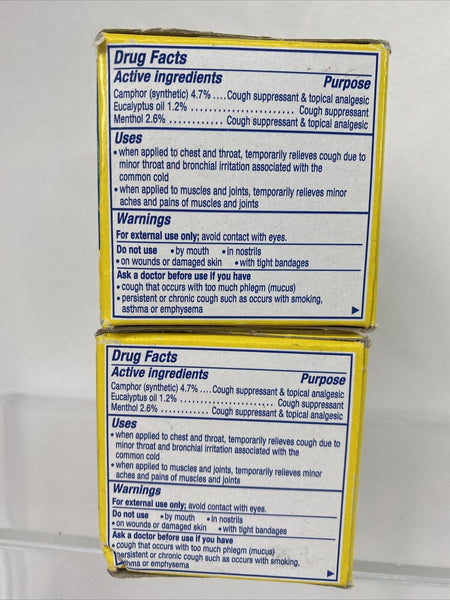 Drug Facts
Active ingredients Purpose
Camphor (synthetic) 4.7% .... Cough suppressant & topical analgesic
Eucalyptus oil 1.2% ........................ Cough suppressant
Menthol 2.6% ............ Cough suppressant & topical analgesic
Uses
• when applied to chest and throat, temporarily relieves cough due to
minor throat and bronchial irritation associated with the
common cold
• when applied to muscles and joints, temporarily relieves minor
aches and pains of muscles and joints
Warnings
For external use only; avoid contact with eyes.
Do not use • by mouth • in nostrils
• on wounds or damaged skin • with tight bandages
Ask a doctor before use if you have
• cough that occurs with too much phlegm (mucus)
• persistent or chronic cough such as occurs with smoking,
asthma or emphysema
Drug Facts
Active ingredients Purpose
Camphor (synthetic) 4.7% .... Cough suppressant & topical analgesic
Eucalyptus oil 1.2% ........................ Cough suppressant
Menthol 2.6% ............ Cough suppressant & topical analgesic
Uses
• when applied to chest and throat, temporarily relieves cough due to
minor throat and bronchial irritation associated with the
common cold
• when applied to muscles and joints, temporarily relieves minor
aches and pains of muscles and joints
Warnings
For external use only; avoid contact with eyes.
Do not use • by mouth • in nostrils
• on wounds or damaged skin • with tight bandages
Ask a doctor before use if you have
• cough that occurs with too much phlegm (mucus)
persistent or chronic cough such as occurs with smoking,
asthma or emphysema